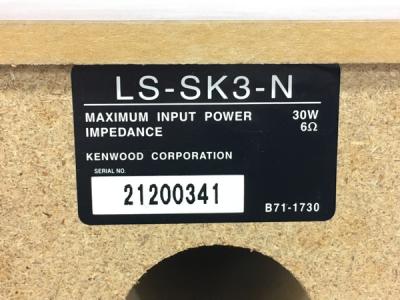 LS-SK3-N
MAXIMUM INPUT POWER 30W
IMPEDANCE 6Ω
KENWOOD CORPORATION
SERIAL NO.
21200341
B71-1730